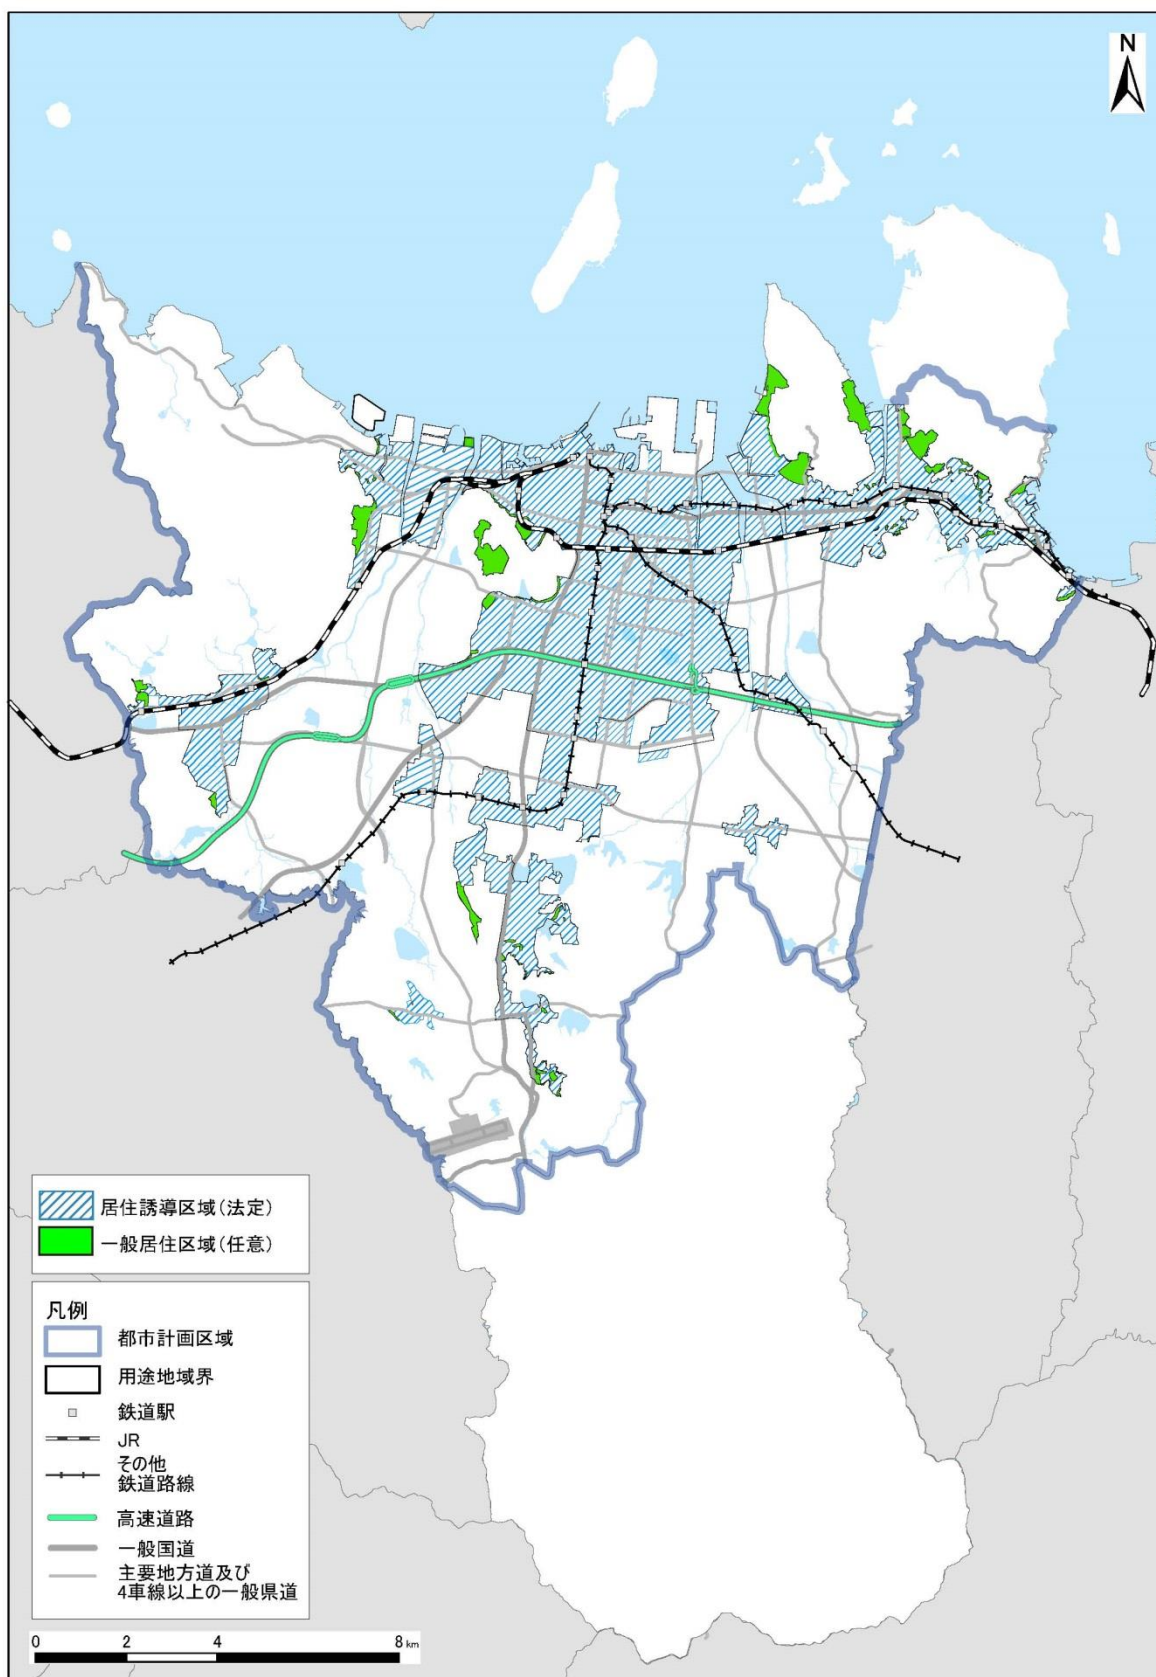 N
居住誘導区域(法定)
一般居住区域(任意)
凡例
都市計画区域
用途地域界
鉄道駅
JR
その他
鉄道路線
高速道路
一般国道
主要地方道及び
4車線以上の一般県道
0 2 4 8 km